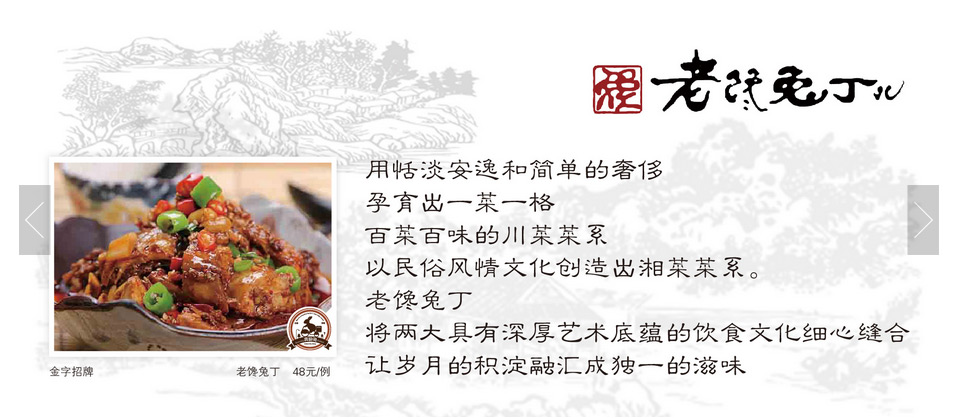 老馋兔丁儿
用恬淡安逸和简单的奢侈
孕育出一菜一格
百菜百味的川菜菜系
以民俗风情文化创造出湘菜菜系。
老馋兔丁
将两大具有深厚艺术底蕴的饮食文化细心缝合
让岁月的积淀融汇成独一的滋味
金字招牌 老馋兔丁 48元/例